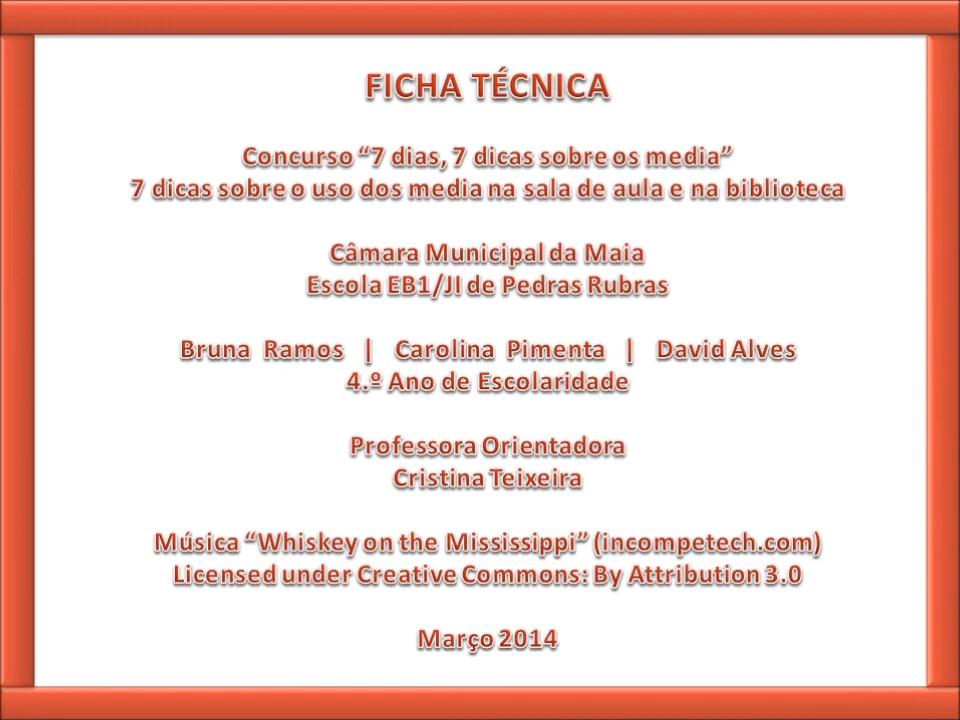 FICHA TÉCNICA
Concurso “7 dias, 7 dicas sobre os media”
7 dicas sobre o uso dos media na sala de aula e na biblioteca
Câmara Municipal da Maia
Escola EB1/JI de Pedras Rubras
Bruna Ramos | Carolina Pimenta | David Alves
4.º Ano de Escolaridade
Professora Orientadora
Cristina Teixeira
Música “Whiskey on the Mississippi” (incompetech.com)
Licensed under Creative Commons: By Attribution 3.0
Março 2014